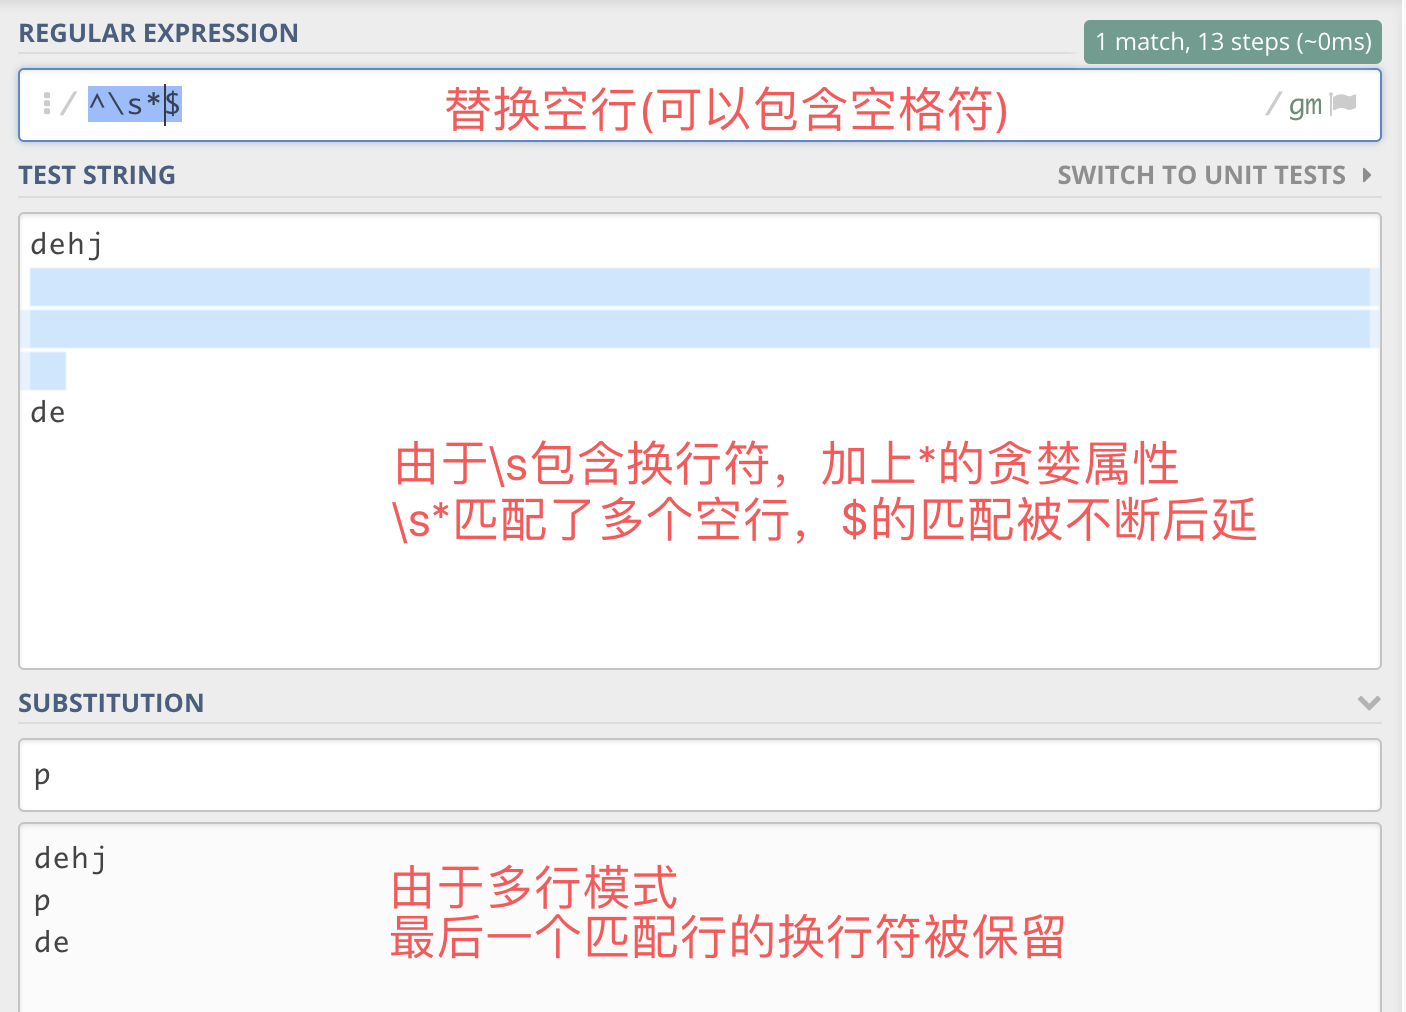 REGULAR EXPRESSION
1 match, 13 steps (~0ms)
/ ^\s*$
替换空行(可以包含空格符)
/ gm
TEST STRING
SWITCH TO UNIT TESTS
dehj
de
由于\s包含换行符，加上*的贪婪属性
\s*匹配了多个空行，$的匹配被不断后延
SUBSTITUTION
p
dehj
p
de
由于多行模式
最后一个匹配行的换行符被保留